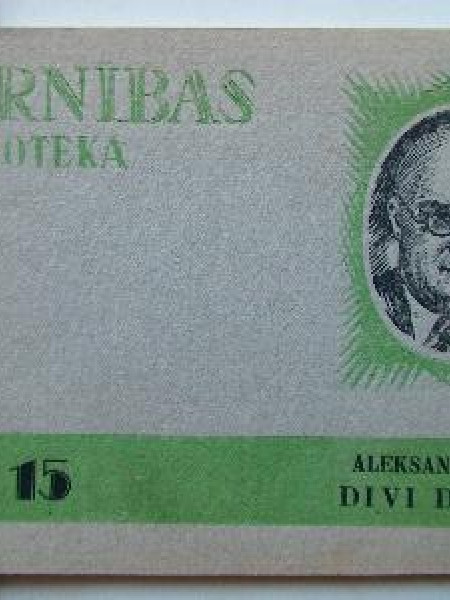 RNIBAS
OTEKA
15
ALEKSAN
DIVI D